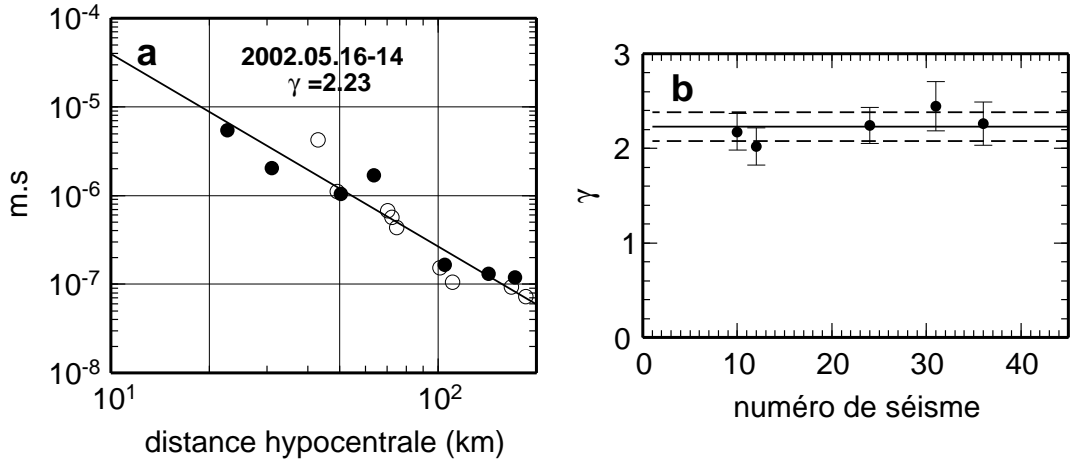 a
2002.05.16-14
γ =2.23
10-4
10-5
10-6
10-7
10-8
m.s
101
102
distance hypocentrale (km)
b
3
2
1
0
γ
0
10
20
30
40
numéro de séisme